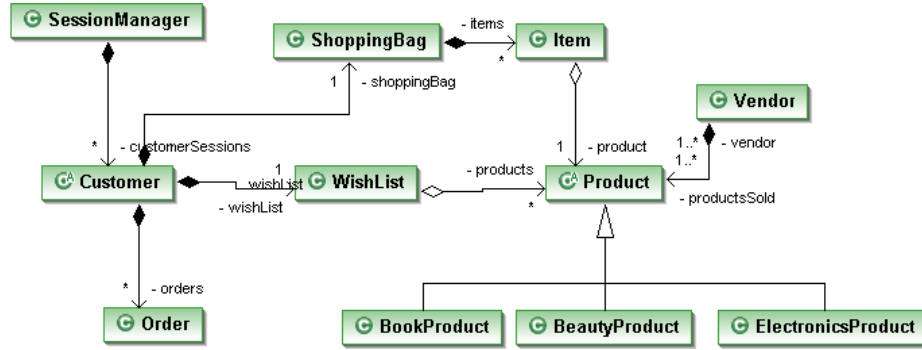 SessionManager
ShoppingBag
- items
*
Item
1
- shoppingBag
Vendor
* - customerSessions
1 - product
1..*
- vendor
1..*
Customer
1
wishList
- wishList
WishList
- products
*
Product
- productsSold
* - orders
Order
BookProduct
BeautyProduct
ElectronicsProduct